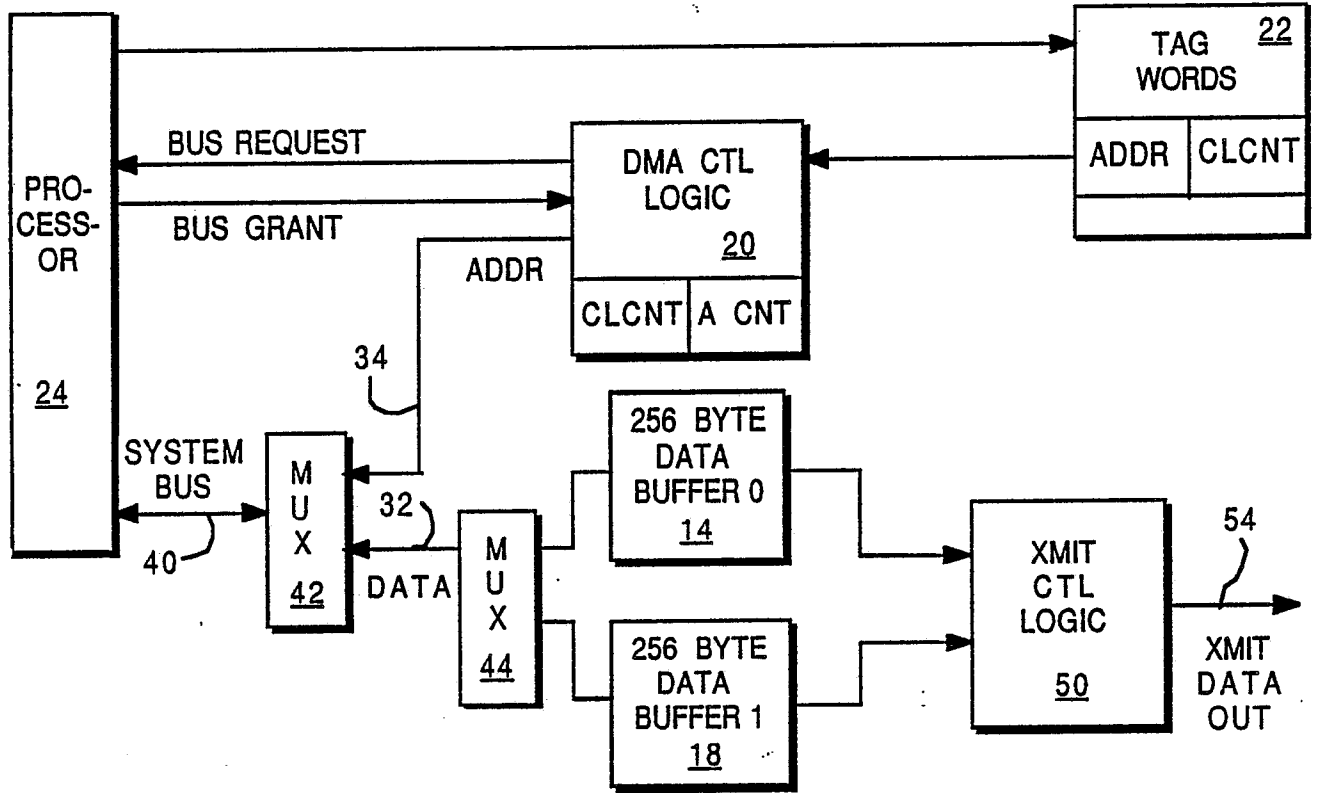 PRO-
CESS-
OR
24
TAG
WORDS
22
ADDR
CLCNT
BUS REQUEST
BUS GRANT
DMA CTL
LOGIC
20
CLCNT
A CNT
ADDR
34
SYSTEM
BUS
40
MUX
42
32
DATA
MUX
44
256 BYTE
DATA
BUFFER 0
14
256 BYTE
DATA
BUFFER 1
18
XMIT
CTL
LOGIC
50
54
XMIT
DATA
OUT